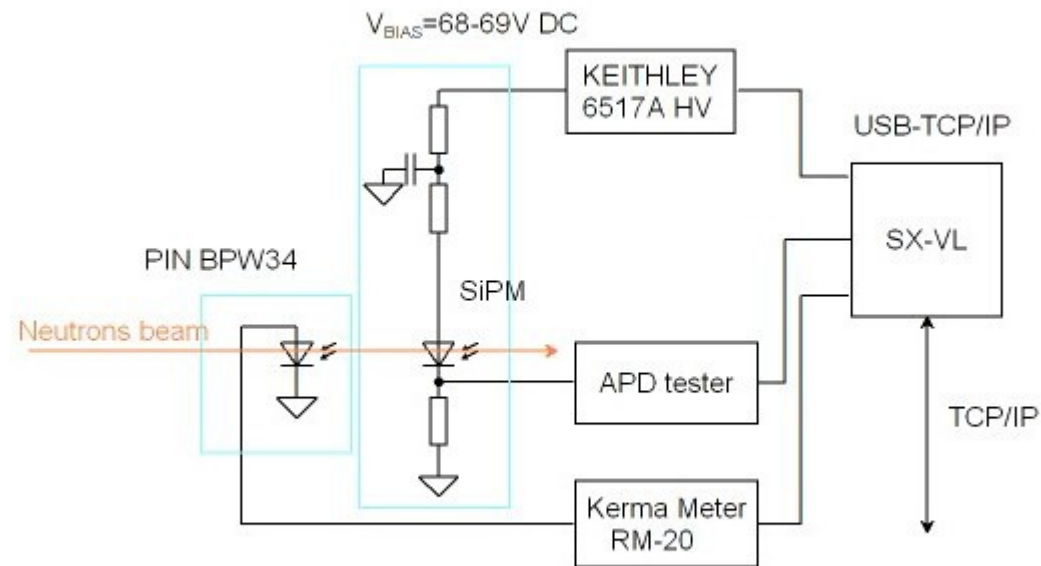 V_BIAS=68-69V DC
KEITHLEY
6517A HV
USB-TCP/IP
SX-VL
PIN BPW34
SiPM
Neutrons beam
APD tester
TCP/IP
Kerma Meter
RM-20